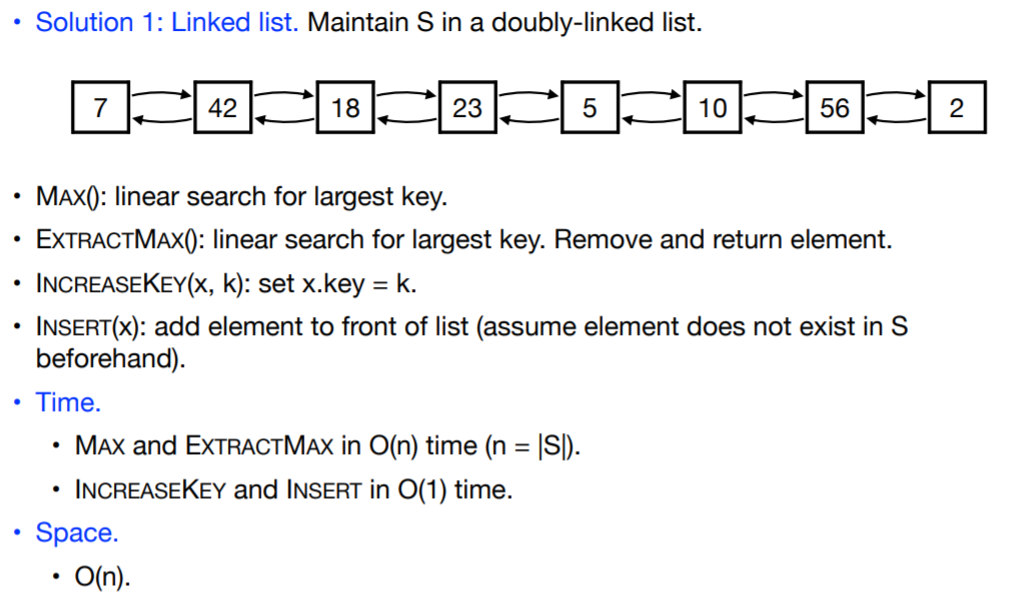 • Solution 1: Linked list. Maintain S in a doubly-linked list.
7 42 18 23 5 10 56 2
• MAX(): linear search for largest key.
• EXTRACTMAX(): linear search for largest key. Remove and return element.
• INCREASEKEY(x, k): set x.key = k.
• INSERT(x): add element to front of list (assume element does not exist in S
beforehand).
• Time.
• MAX and EXTRACTMAX in O(n) time (n = |S|).
• INCREASEKEY and INSERT in O(1) time.
• Space.
• O(n).